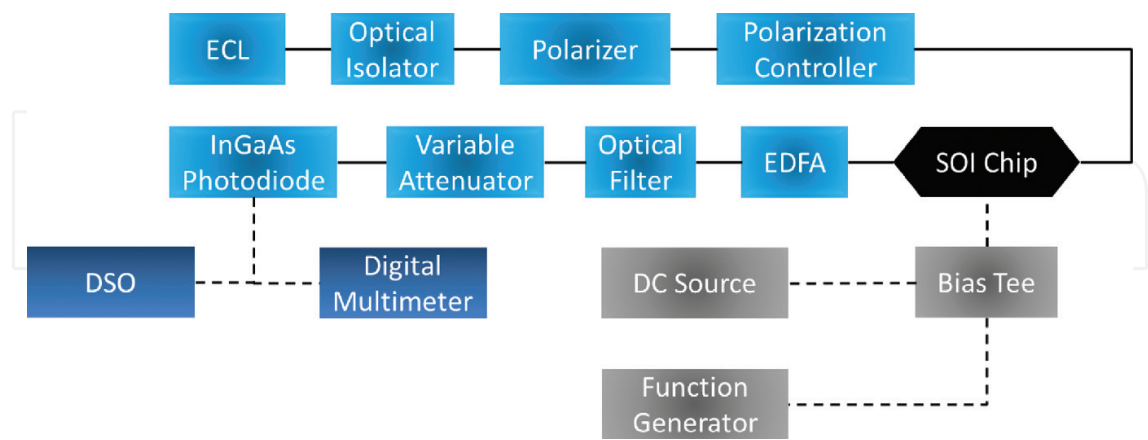 ECL
Optical
Isolator
Polarizer
Polarization
Controller
InGaAs
Photodiode
Variable
Attenuator
Optical
Filter
EDFA
SOI Chip
DSO
Digital
Multimeter
DC Source
Bias Tee
Function
Generator